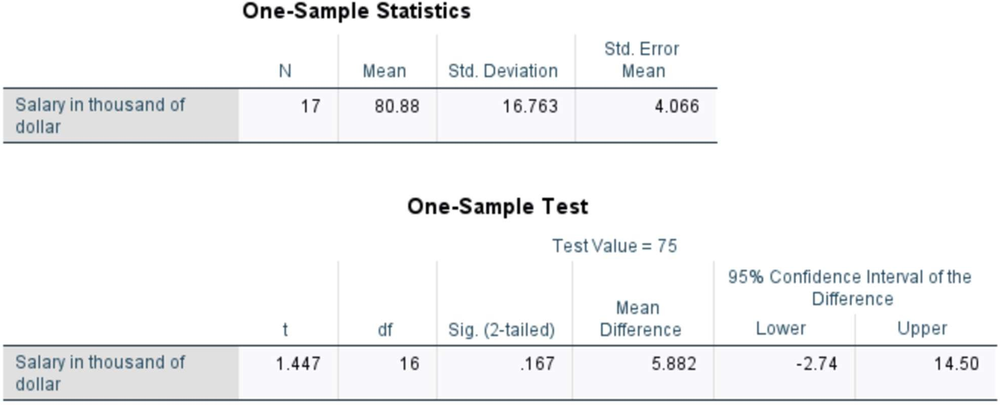 One-Sample Statistics
N Mean Std. Deviation Std. Error Mean
Salary in thousand of dollar 17 80.88 16.763 4.066
One-Sample Test
Test Value = 75
t df Sig. (2-tailed) Mean Difference 95% Confidence Interval of the Difference
Lower Upper
Salary in thousand of dollar 1.447 16 .167 5.882 -2.74 14.50